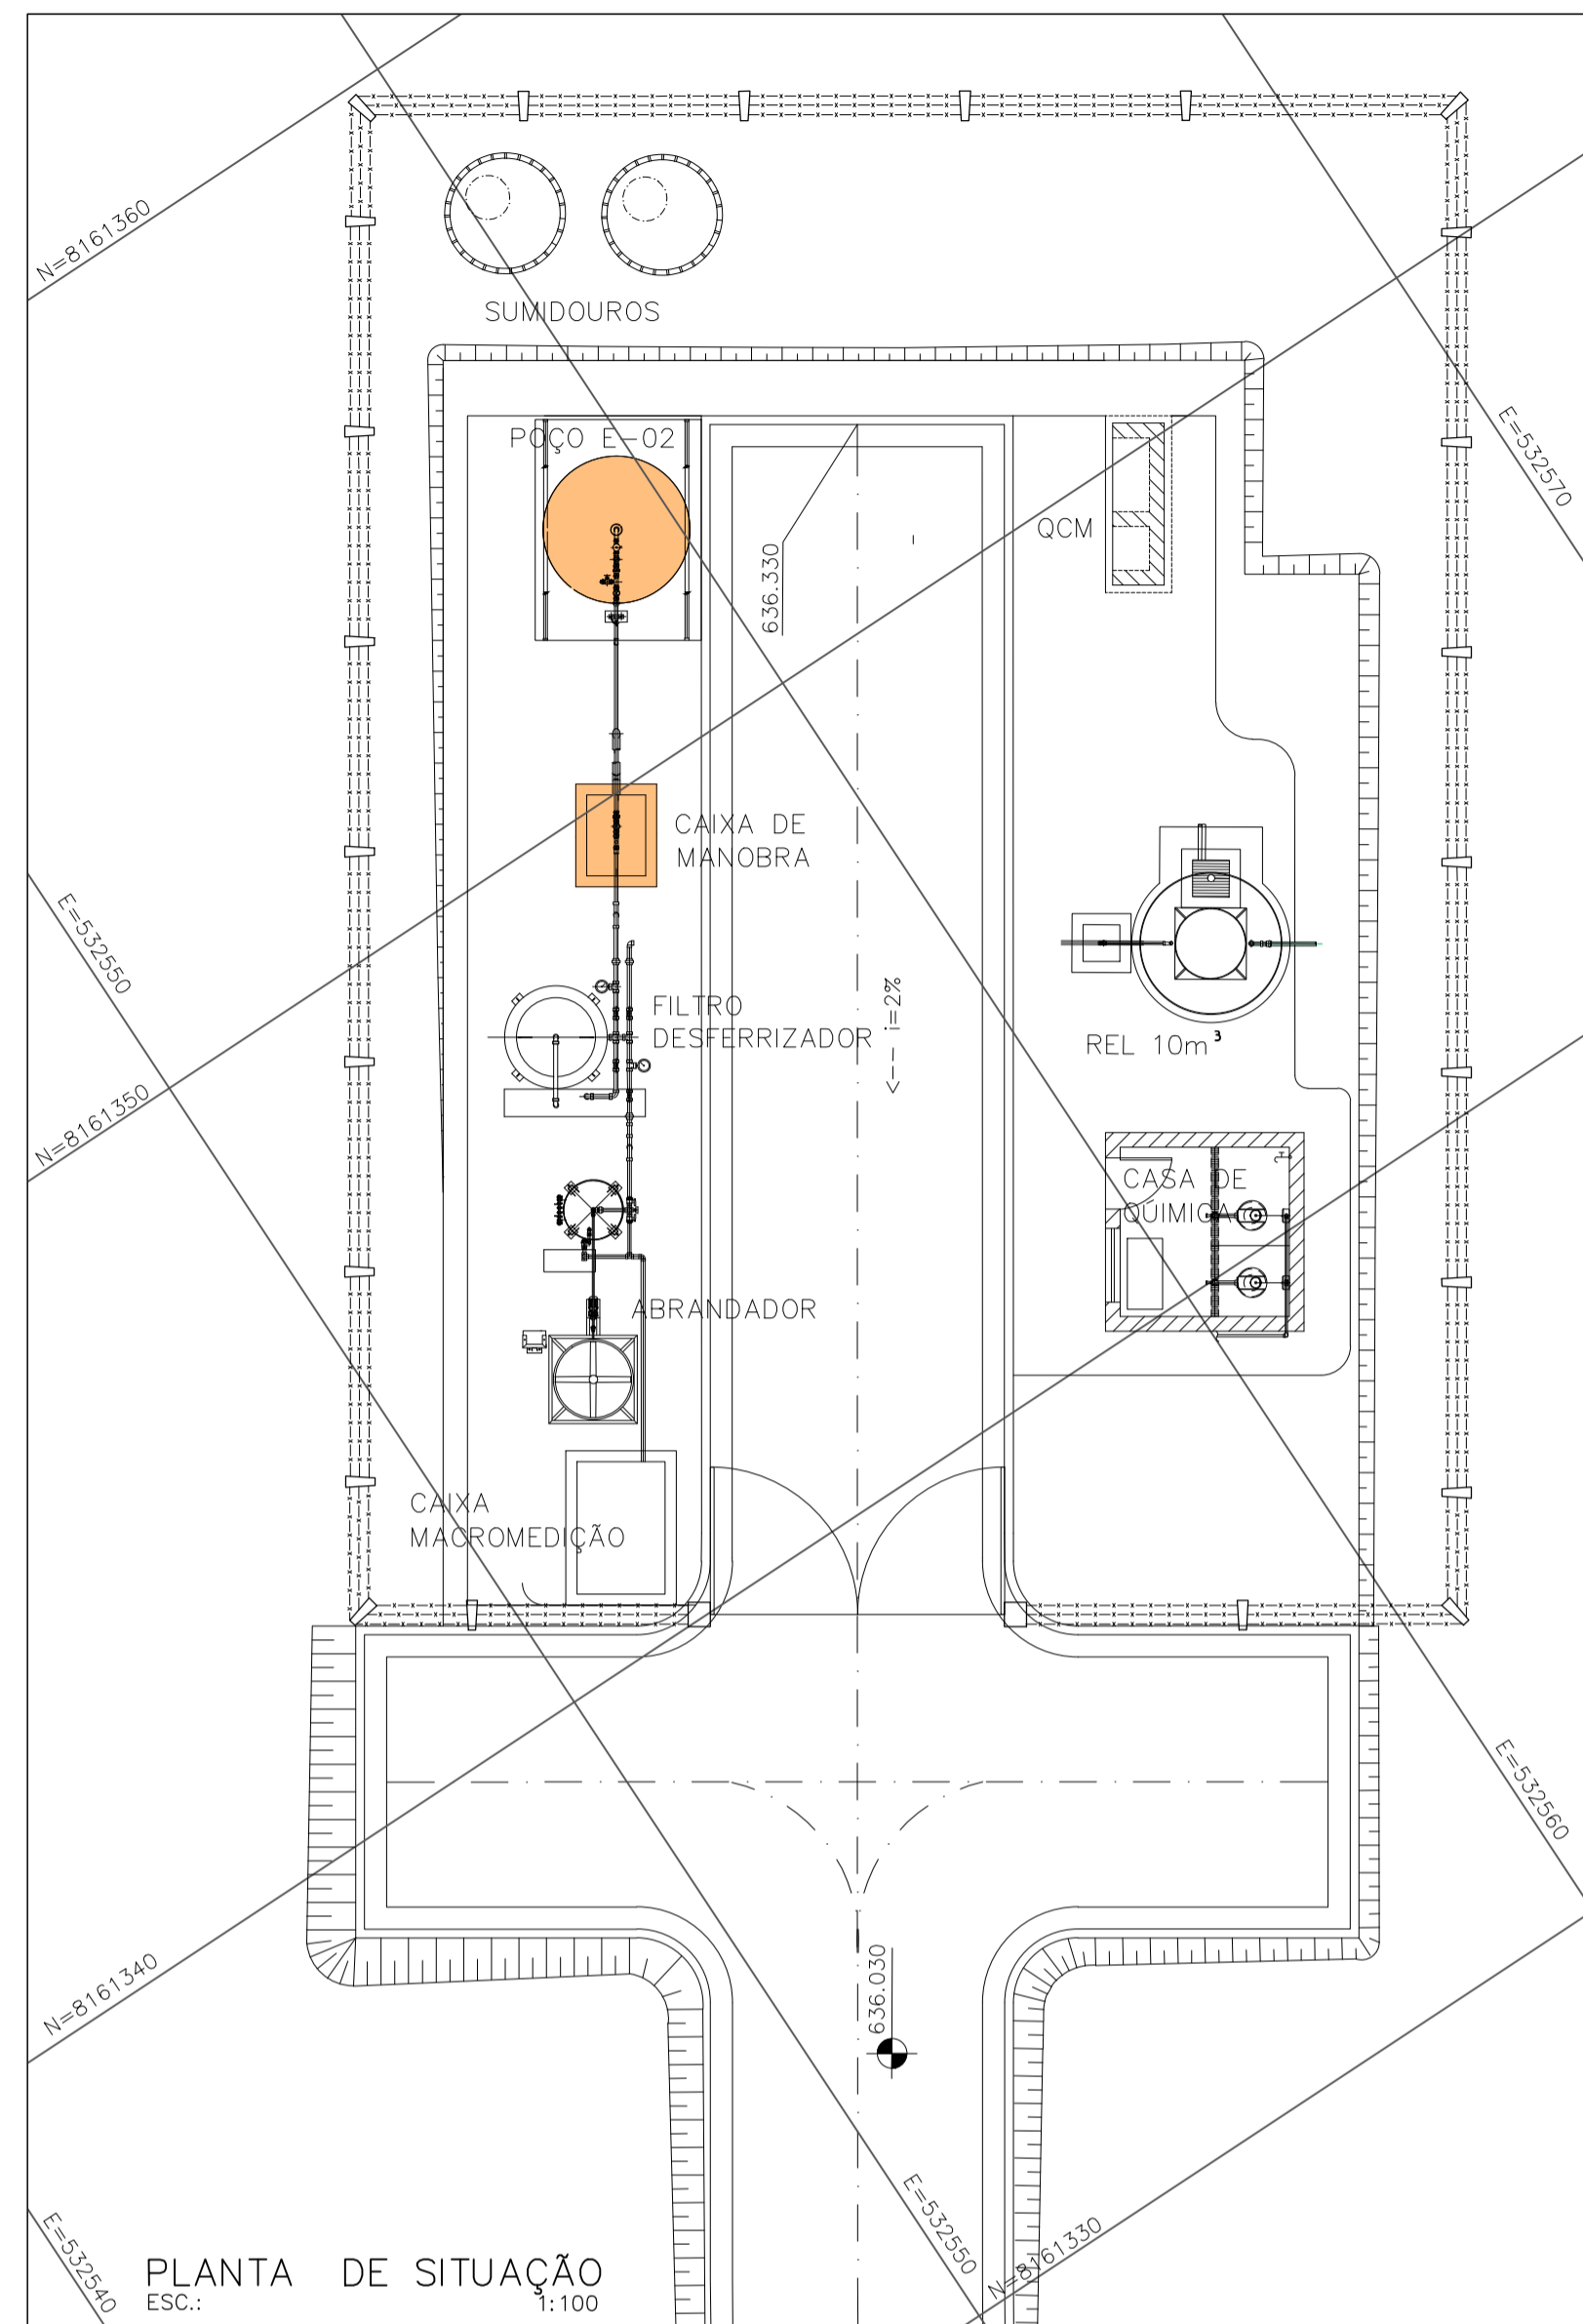 N=8161360
SUMIDOUROS
E=532570
POÇO E-02
QCM
636.330
CAIXA DE
MANOBRA
E=532550
FILTRO
DESFERRIZADOR
<-- i=2%
REL 10m³
N=8161350
CASA DE
QÚIMICA
ABRANDADOR
CAIXA
MACROMEDIÇÃO
E=532560
N=8161340
636.030
E=532550
N=8161330
E=532540
PLANTA DE SITUAÇÃO
ESC.: 1:100